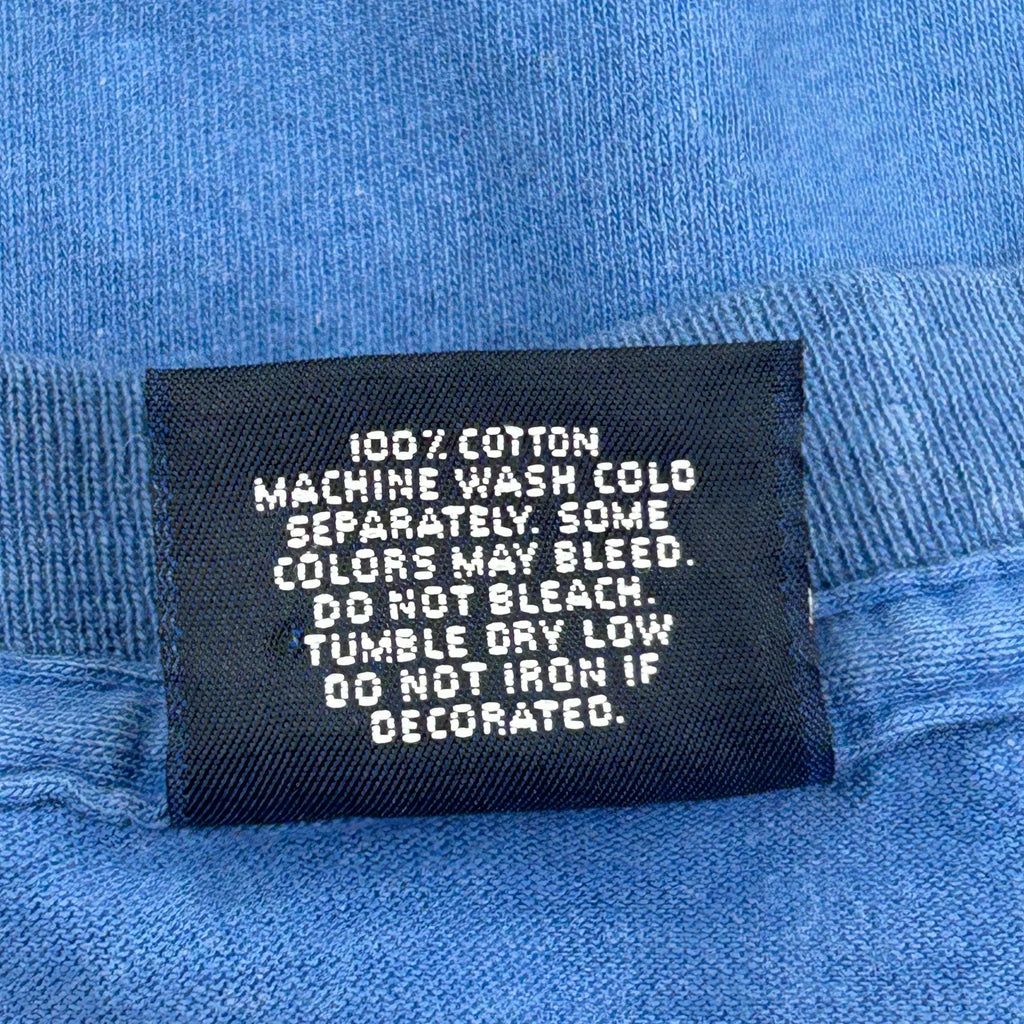 100% COTTON
MACHINE WASH COLD
SEPARATELY. SOME
COLORS MAY BLEED.
DO NOT BLEACH.
TUMBLE DRY LOW
DO NOT IRON IF
DECORATED.